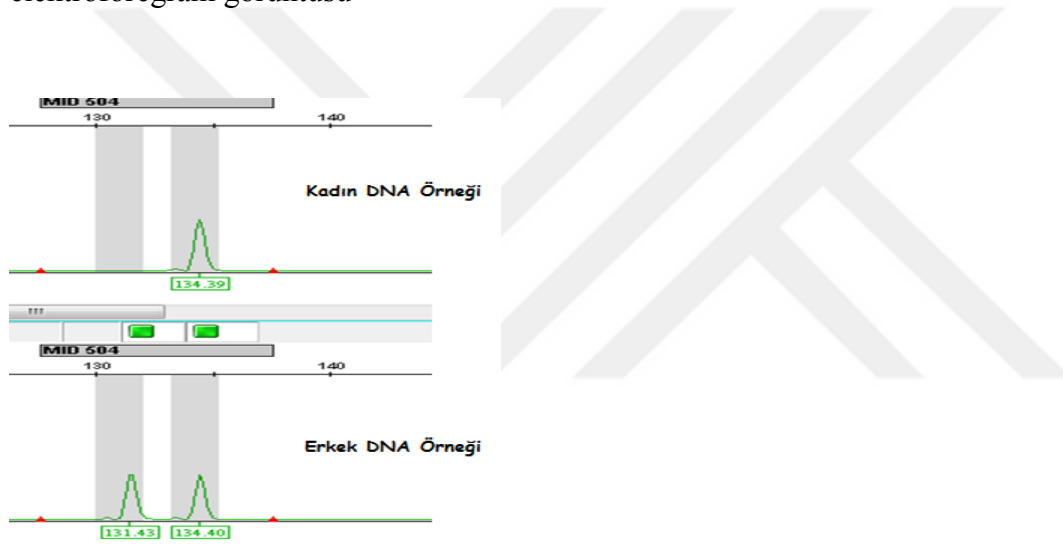 elektroforegram görüntüsü
MID 504
130 140
Kadın DNA Örneği
134.39
MID 504
130 140
Erkek DNA Örneği
131.43 134.40